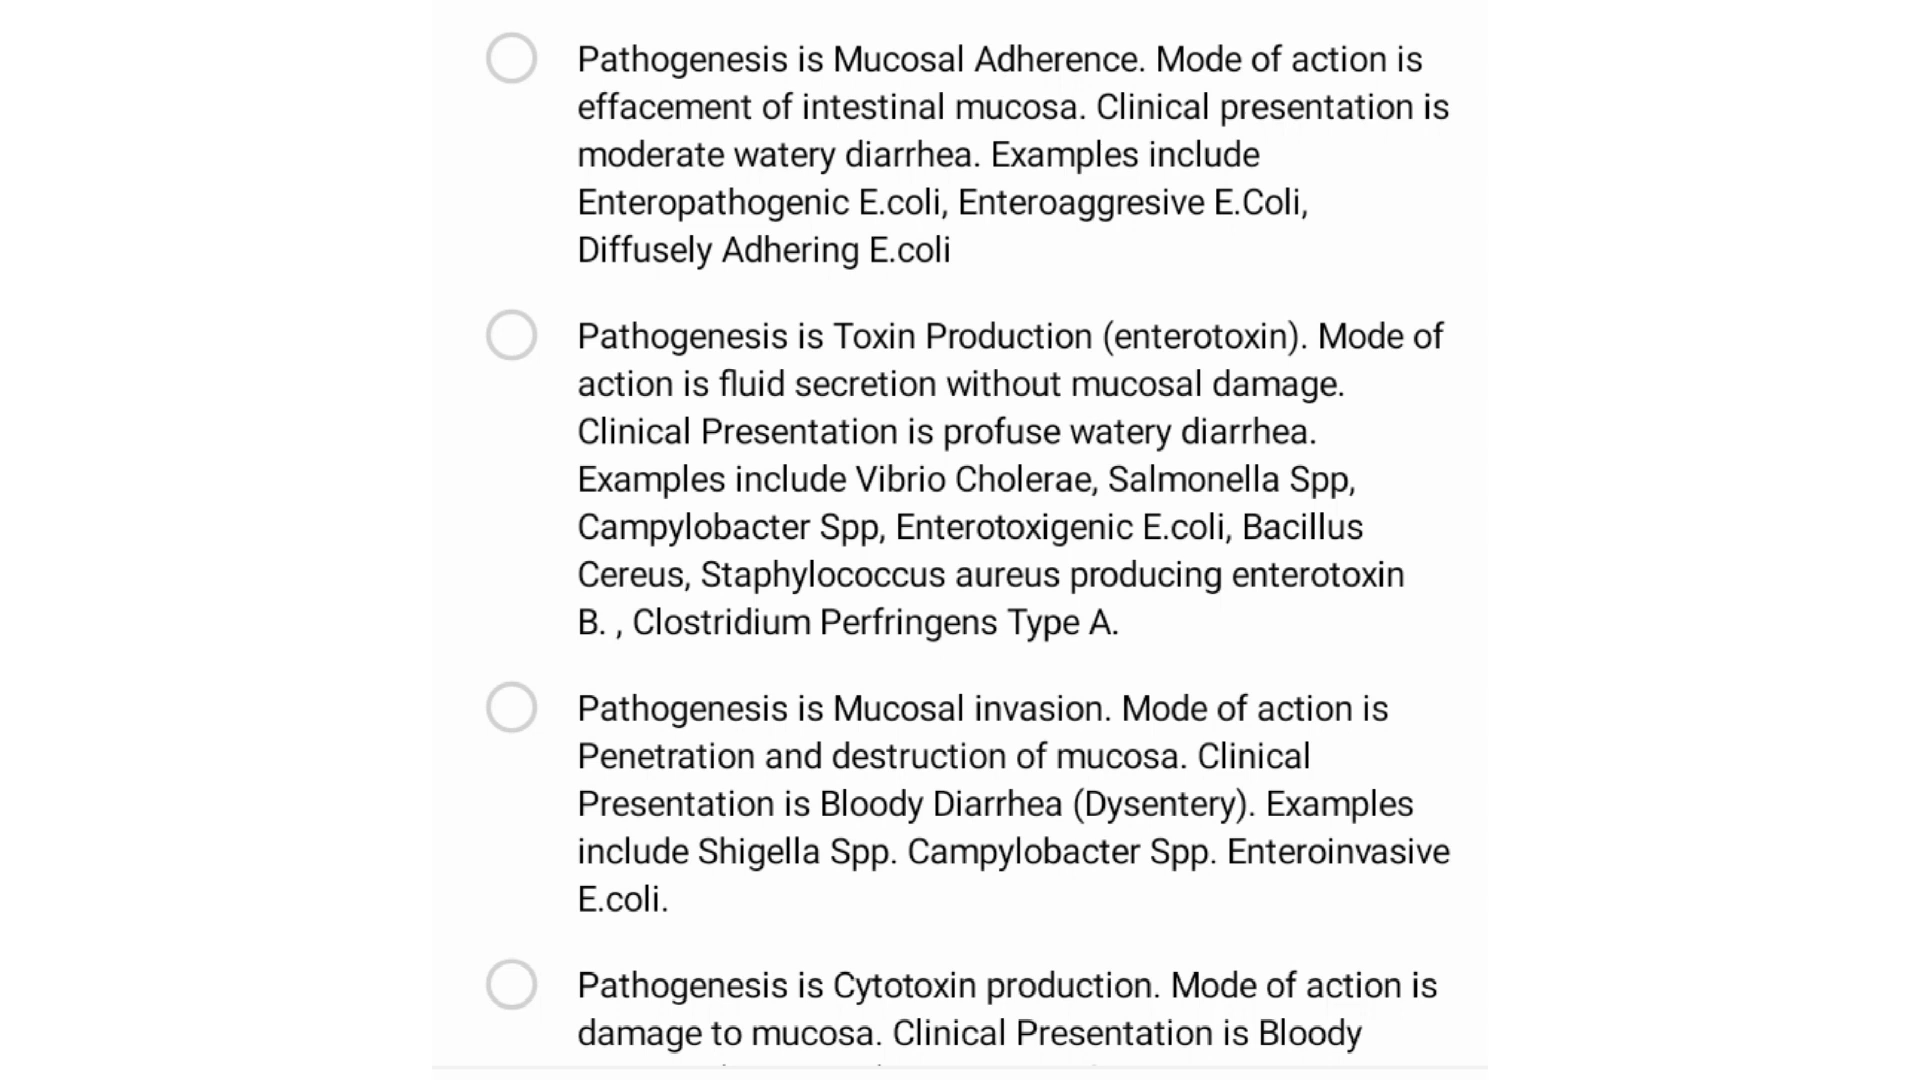 Pathogenesis is Mucosal Adherence. Mode of action is
effacement of intestinal mucosa. Clinical presentation is
moderate watery diarrhea. Examples include
Enteropathogenic E.coli, Enteroaggresive E.Coli,
Diffusely Adhering E.coli
Pathogenesis is Toxin Production (enterotoxin). Mode of
action is fluid secretion without mucosal damage.
Clinical Presentation is profuse watery diarrhea.
Examples include Vibrio Cholerae, Salmonella Spp,
Campylobacter Spp, Enterotoxigenic E.coli, Bacillus
Cereus, Staphylococcus aureus producing enterotoxin
B. , Clostridium Perfringens Type A.
Pathogenesis is Mucosal invasion. Mode of action is
Penetration and destruction of mucosa. Clinical
Presentation is Bloody Diarrhea (Dysentery). Examples
include Shigella Spp. Campylobacter Spp. Enteroinvasive
E.coli.
Pathogenesis is Cytotoxin production. Mode of action is
damage to mucosa. Clinical Presentation is Bloody